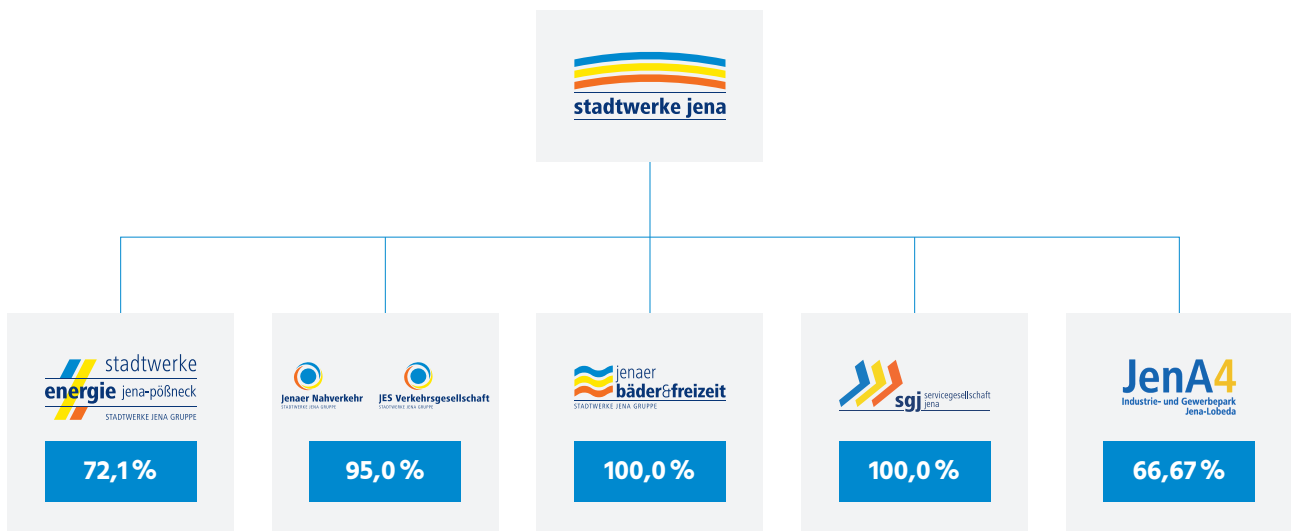 stadtwerke jena
stadtwerke
energie jena-pößneck
STADTWERKE JENA GRUPPE
72,1 %
Jenaer Nahverkehr
STADTWERKE JENA GRUPPE
JES Verkehrsgesellschaft
STADTWERKE JENA GRUPPE
95,0 %
jenaer
bäder&freizeit
STADTWERKE JENA GRUPPE
100,0 %
sgj servicegesellschaft
jena
100,0 %
JenA4
Industrie- und Gewerbepark
Jena-Lobeda
66,67 %